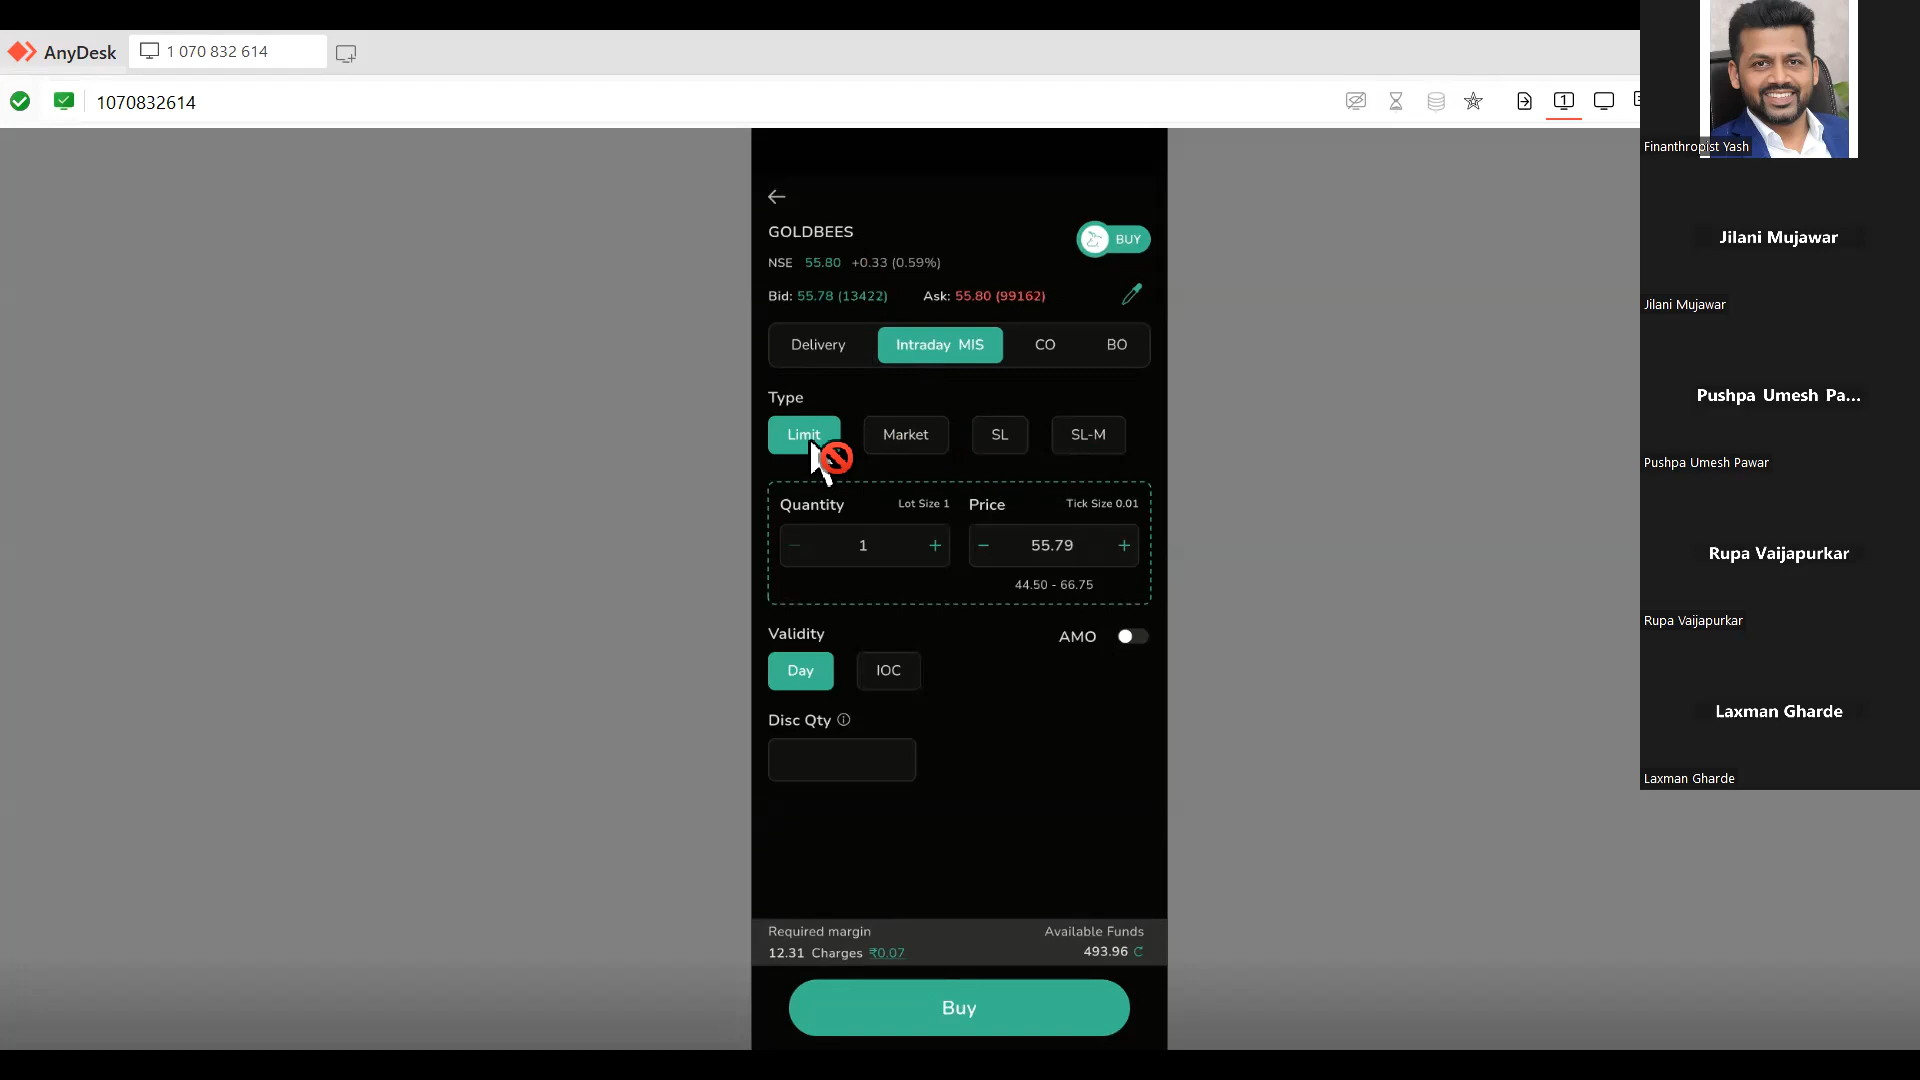 AnyDesk
1 070 832 614
1070832614
GOLDBEES
BUY
NSE 55.80 +0.33 (0.59%)
Bid: 55.78 (13422) Ask: 55.80 (99162)
Delivery Intraday MIS CO BO
Type
Limit Market SL SL-M
Quantity Lot Size 1 Price Tick Size 0.01
− 1 + − 55.79 +
44.50 - 66.75
Validity AMO
Day IOC
Disc Qty
Required margin Available Funds
12.31 Charges ₹0.07 493.96
Buy
Finanthropist Yash
Jilani Mujawar
Jilani Mujawar
Pushpa Umesh Pa...
Pushpa Umesh Pawar
Rupa Vaijapurkar
Rupa Vaijapurkar
Laxman Gharde
Laxman Gharde